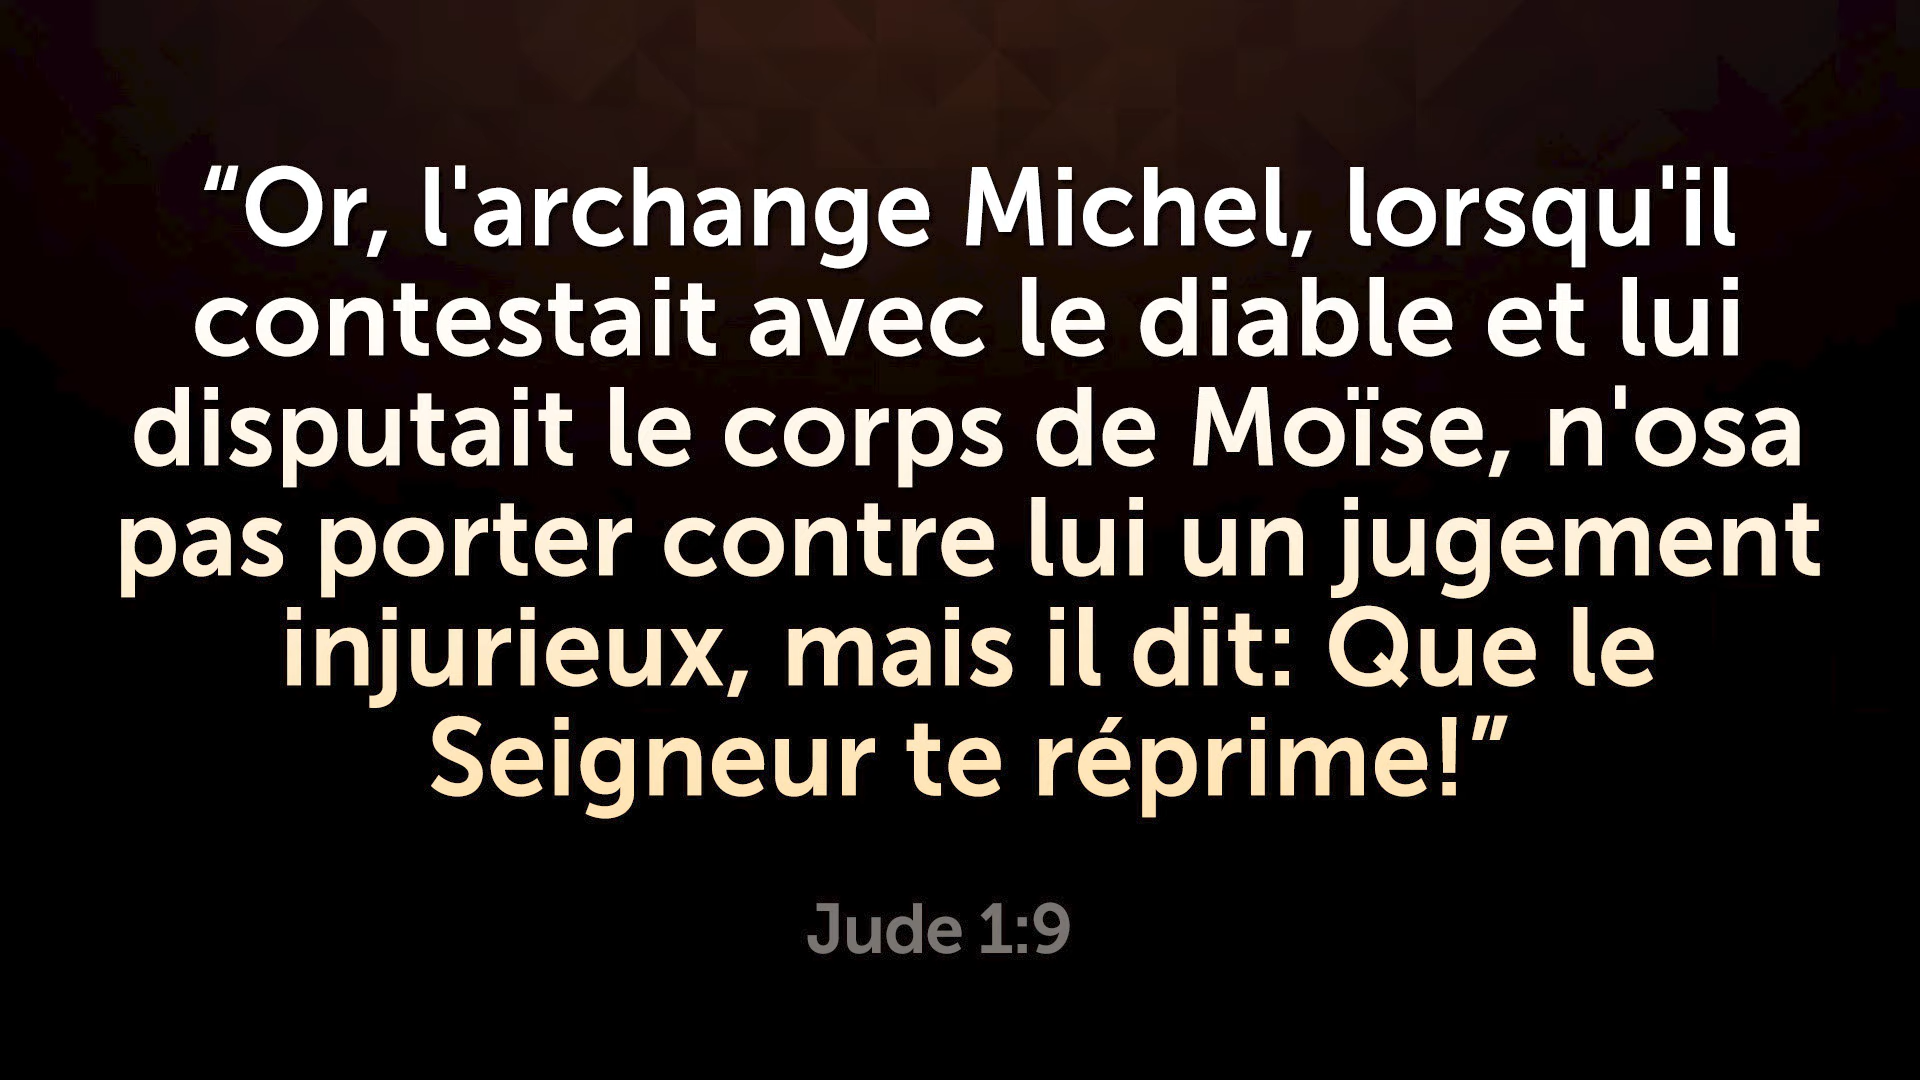 “Or, l'archange Michel, lorsqu'il
contestait avec le diable et lui
disputait le corps de Moïse, n'osa
pas porter contre lui un jugement
injurieux, mais il dit: Que le
Seigneur te réprime!”
Jude 1:9